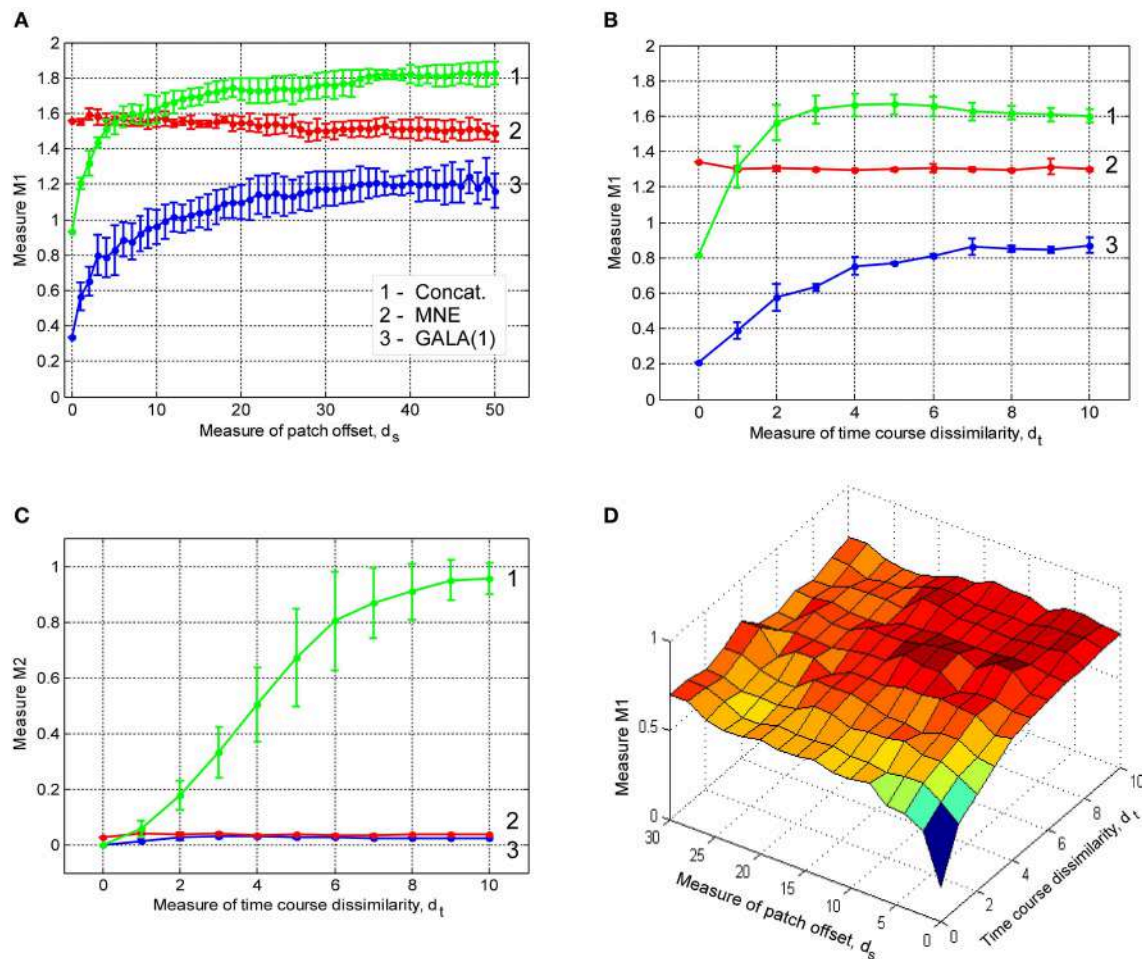 A
2
1.8
1.6
1.4
1.2
1
0.8
0.6
0.4
0.2
0
Measure M1
1
2
3
1 - Concat.
2 - MNE
3 - GALA(1)
0 10 20 30 40 50
Measure of patch offset, d_s
B
2
1.8
1.6
1.4
1.2
1
0.8
0.6
0.4
0.2
0
Measure M1
1
2
3
0 2 4 6 8 10
Measure of time course dissimilarity, d_t
C
1
0.8
0.6
0.4
0.2
0
Measure M2
1
2
3
0 2 4 6 8 10
Measure of time course dissimilarity, d_t
D
1
0.5
0
Measure M1
30 25 20 15 10 5 0
Measure of patch offset, d_s
0 2 4 6 8 10
Time course dissimilarity, d_t